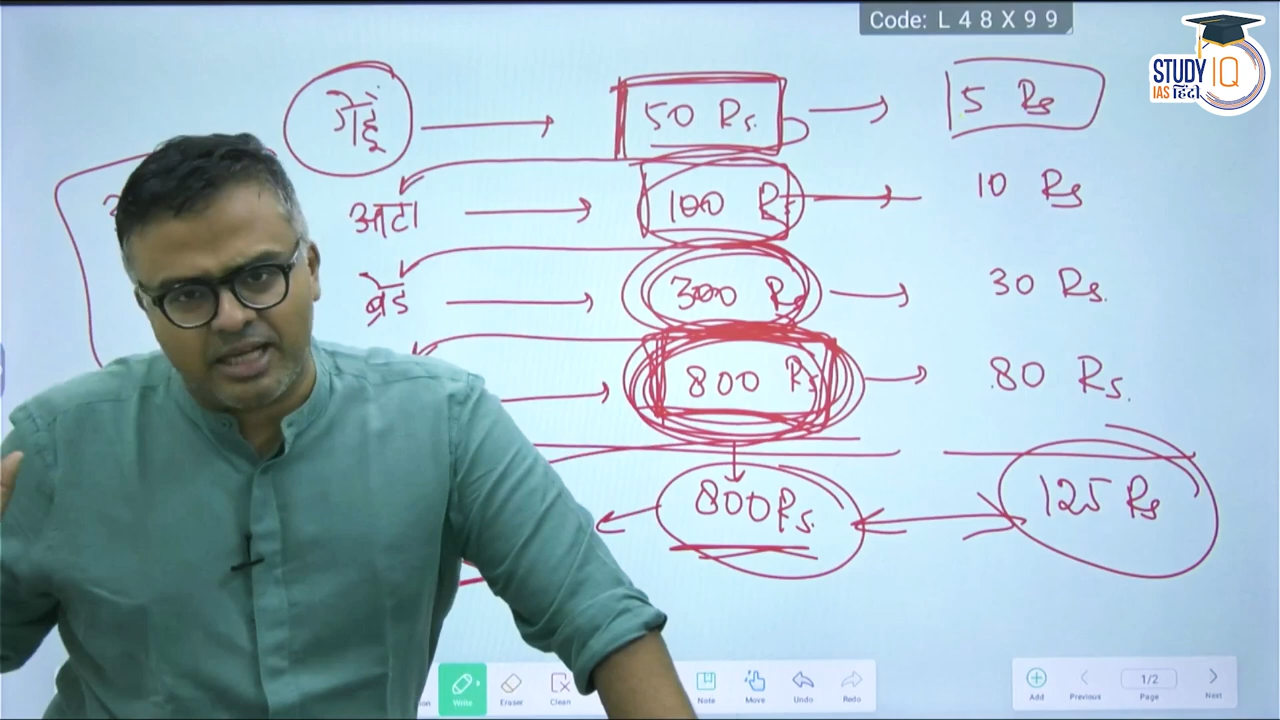 Code: L 4 8 X 9 9
STUDY IQ
IAS हिंदी
गेहूं → 50 Rs. → 5 Rs
आटा → 100 Rs → 10 Rs
ब्रेड → 300 Rs → 30 Rs.
→ 800 Rs → 80 Rs.
800 Rs. 125 Rs
Write Eraser Clean Note Move Undo Redo Add Previous 1/2 Page Next